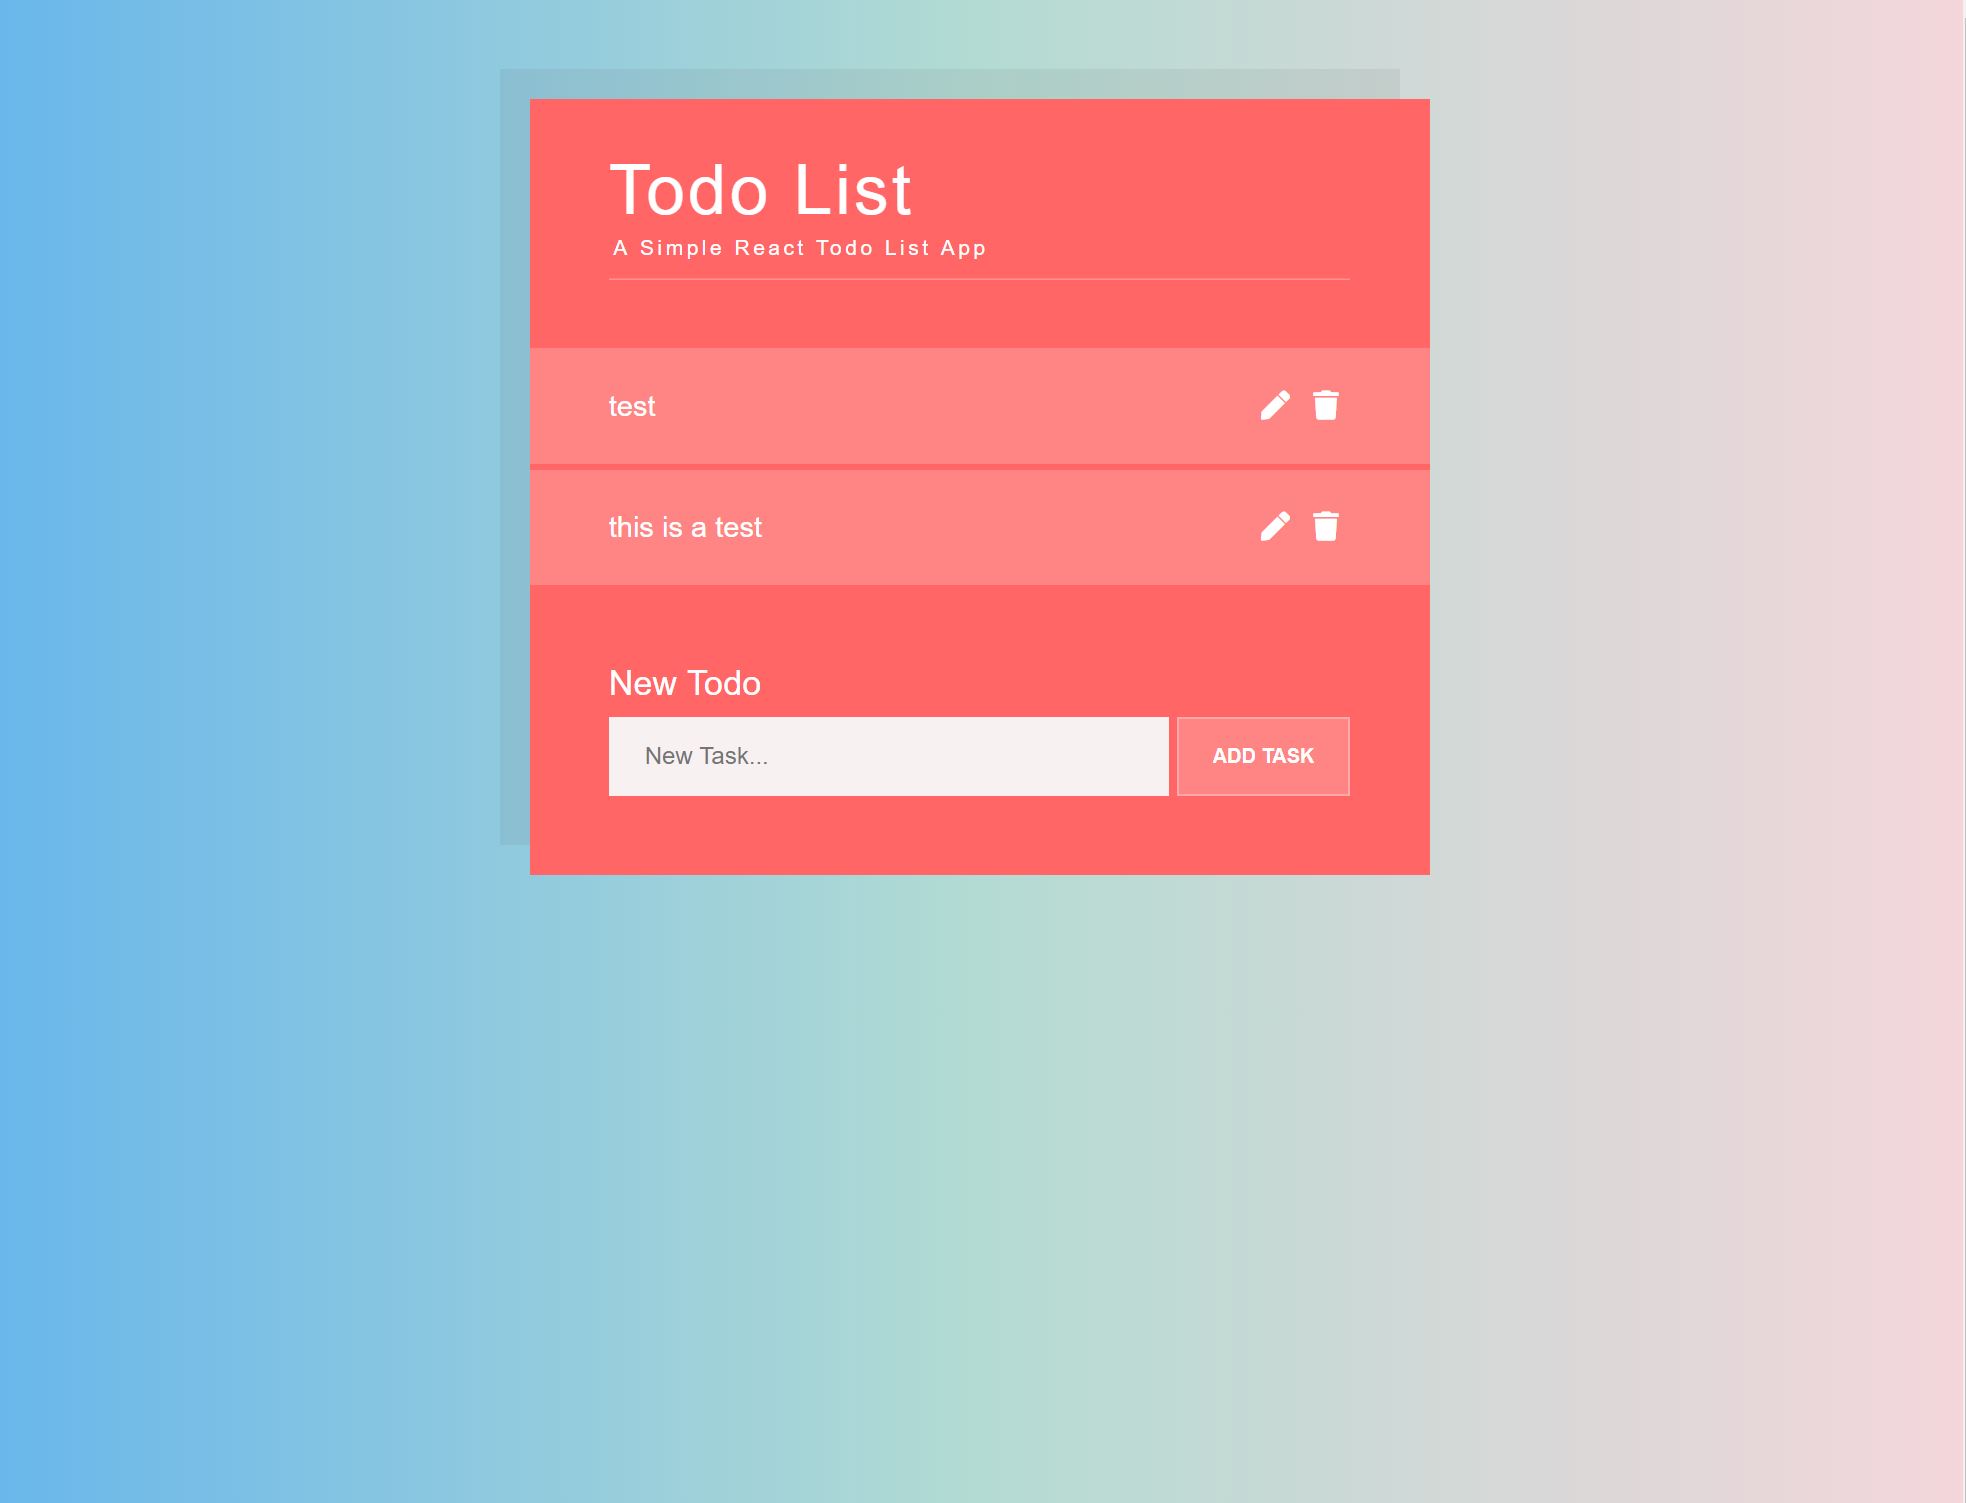 Todo List
A Simple React Todo List App
test
this is a test
New Todo
New Task...
ADD TASK